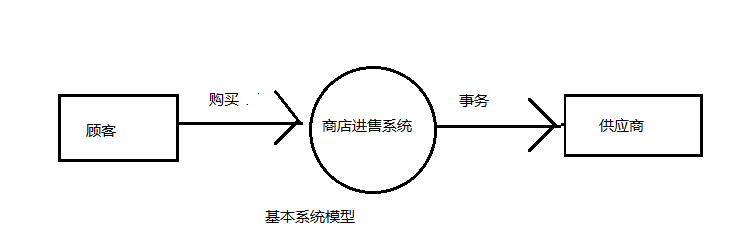 购买 .
事务
顾客
商店进售系统
供应商
基本系统模型